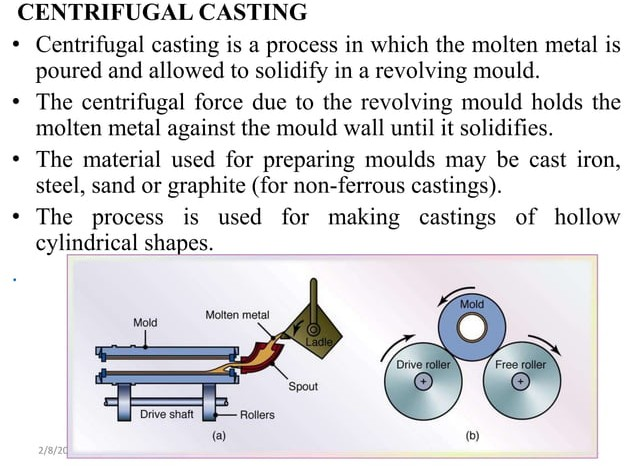 CENTRIFUGAL CASTING
• Centrifugal casting is a process in which the molten metal is
poured and allowed to solidify in a revolving mould.
• The centrifugal force due to the revolving mould holds the
molten metal against the mould wall until it solidifies.
• The material used for preparing moulds may be cast iron,
steel, sand or graphite (for non-ferrous castings).
• The process is used for making castings of hollow
cylindrical shapes.
Mold
Molten metal
Ladle
Spout
Drive shaft
Rollers
(a)
Mold
Drive roller
Free roller
(b)
2/8/20